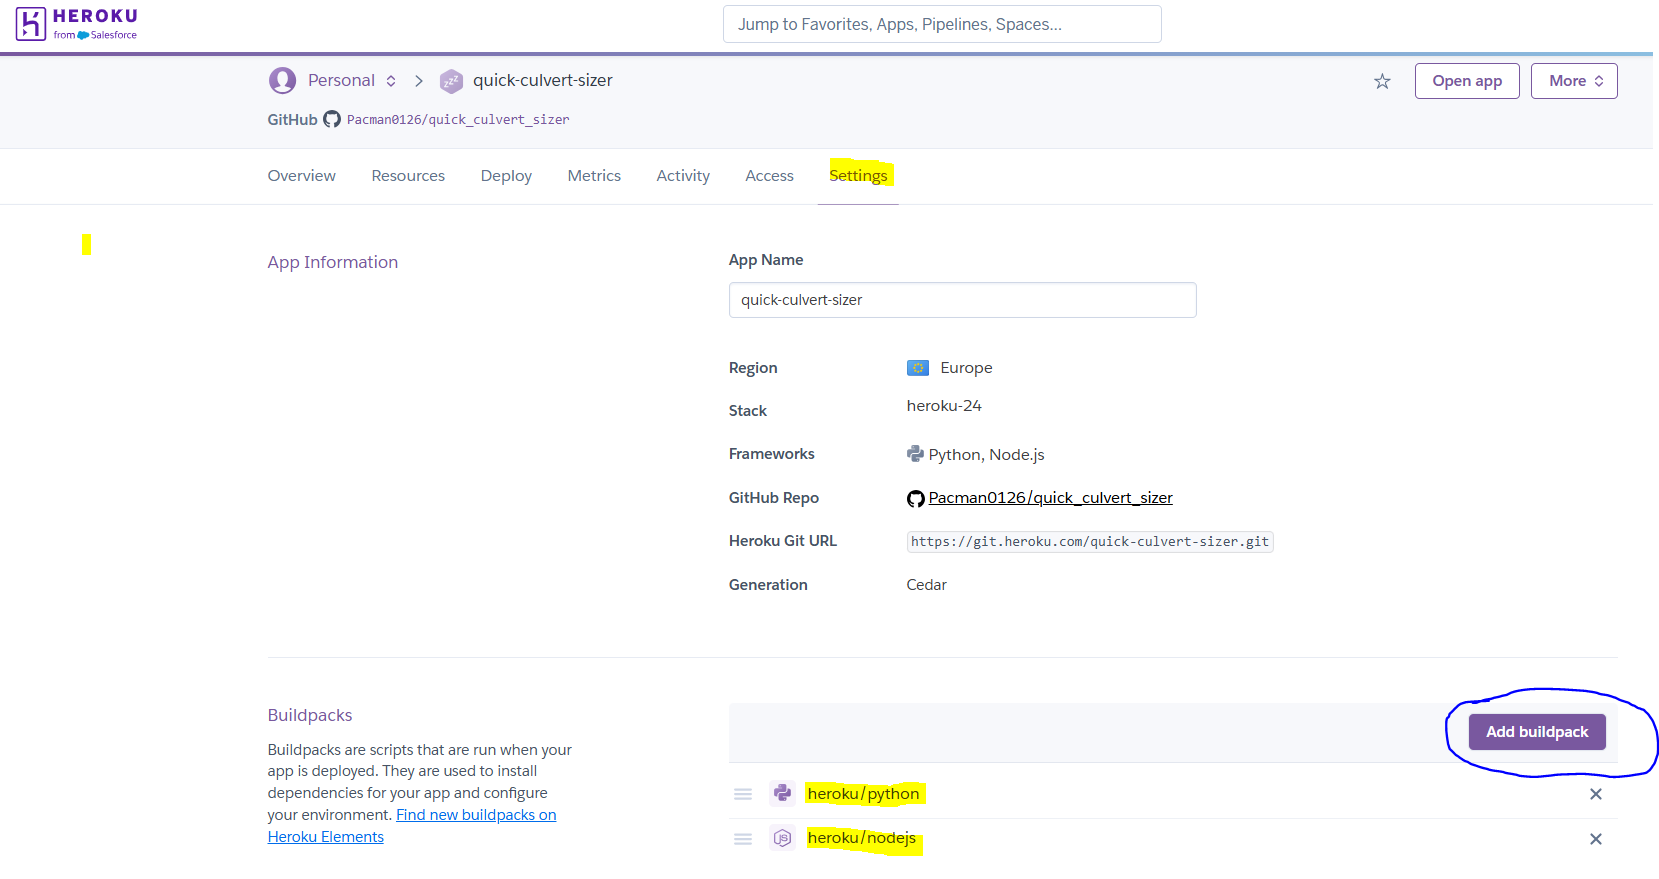 HEROKU
from Salesforce
Jump to Favorites, Apps, Pipelines, Spaces...
Personal
quick-culvert-sizer
Open app
More
GitHub Pacman0126/quick_culvert_sizer
Overview Resources Deploy Metrics Activity Access Settings
App Information
App Name
quick-culvert-sizer
Region Europe
Stack heroku-24
Frameworks Python, Node.js
GitHub Repo Pacman0126/quick_culvert_sizer
Heroku Git URL https://git.heroku.com/quick-culvert-sizer.git
Generation Cedar
Buildpacks
Buildpacks are scripts that are run when your
app is deployed. They are used to install
dependencies for your app and configure
your environment. Find new buildpacks on
Heroku Elements
Add buildpack
heroku/python
heroku/nodejs